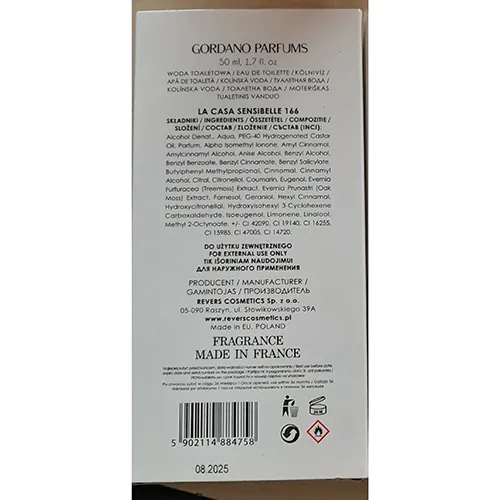 GORDANO PARFUMS
50 ml, 1,7 fl. oz
WODA TOALETOWA / EAU DE TOILETTE / KÖLNIVÍZ /
APĂ DE TOALETĂ / KOLÍNSKÁ VODA / ТУАЛЕТНАЯ ВОДА /
KOLÍNSKA VODA / ТОАЛЕТНА ВОДА / MOTERIŠKAS
TUALETINIS VANDUO
LA CASA SENSIBELLE 166
SKŁADNIKI / INGREDIENTS / ÖSSZETÉTEL / COMPOZITIE /
SLOŽENÍ / СОСТАВ / ZLOŽENIE / СЪСТАВ (INCI):
Alcohol Denat., Aqua, PEG-40 Hydrogenated Castor
Oil, Parfum, Alpha Isomethyl Ionone, Amyl Cinnamal,
Amylcinnamyl Alcohol, Anise Alcohol, Benzyl Alcohol,
Benzyl Benzoate, Benzyl Cinnamate, Benzyl Salicylate,
Butylphenyl Methylpropional, Cinnamal, Cinnamyl
Alcohol, Citral, Citronellol, Coumarin, Eugenol, Evernia
Furfuracea (Treemoss) Extract, Evernia Prunastri (Oak
Moss) Extract, Farnesol, Geraniol, Hexyl Cinnamal,
Hydroxycitronellal, Hydroxyisohexyl 3-Cyclohexene
Carboxaldehyde, Isoeugenol, Limonene, Linalool,
Methyl 2-Octynoate, +/- CI 42090, CI 19140, CI 16255,
CI 15985, CI 47005, CI 14720.
DO UŻYTKU ZEWNĘTRZNEGO
FOR EXTERNAL USE ONLY
TIK IŠORINIAM NAUDOJIMUI
ДЛЯ НАРУЖНОГО ПРИМЕНЕНИЯ
PRODUCENT / MANUFACTURER /
GAMINTOJAS / ПРОИЗВОДИТЕЛЬ
REVERS COSMETICS Sp. z o.o.
05-090 Raszyn, ul. Słowikowskiego 39A
www.reverscosmetics.pl
Made in EU, POLAND
FRAGRANCE
MADE IN FRANCE
5 902114 884758
08.2025